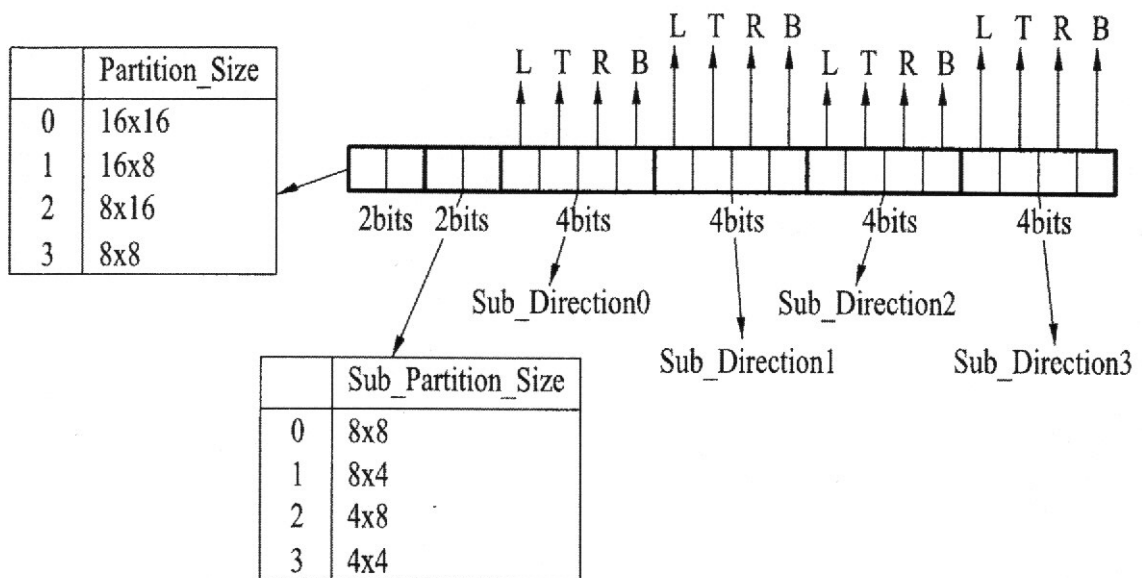 L T R B
L T R B
L T R B
L T R B
Partition_Size
0 16x16
1 16x8
2 8x16
3 8x8
2bits 2bits 4bits 4bits 4bits 4bits
Sub_Direction0
Sub_Direction2
Sub_Direction1
Sub_Direction3
Sub_Partition_Size
0 8x8
1 8x4
2 4x8
3 4x4